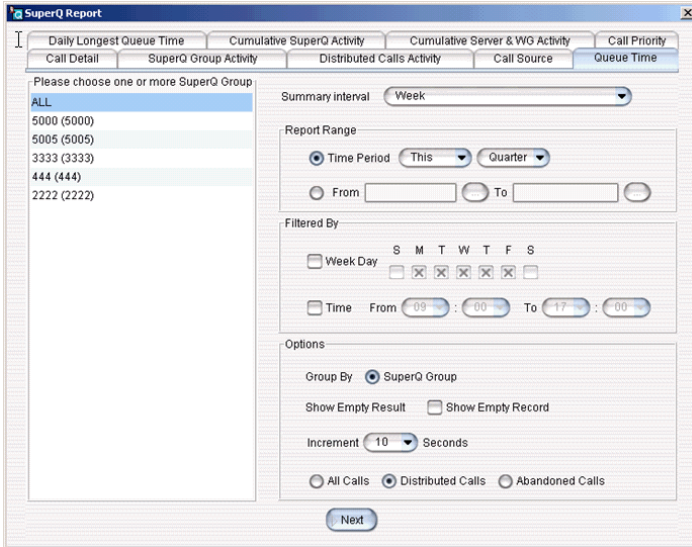 SuperQ Report
Daily Longest Queue Time Cumulative SuperQ Activity Cumulative Server & WG Activity Call Priority
Call Detail SuperQ Group Activity Distributed Calls Activity Call Source Queue Time
Please choose one or more SuperQ Group
ALL
5000 (5000)
5005 (5005)
3333 (3333)
444 (444)
2222 (2222)
Summary interval Week
Report Range
Time Period This Quarter
From To
Filtered By
S M T W T F S
Week Day
Time From 09 : 00 To 17 : 00
Options
Group By SuperQ Group
Show Empty Result Show Empty Record
Increment 10 Seconds
All Calls Distributed Calls Abandoned Calls
Next